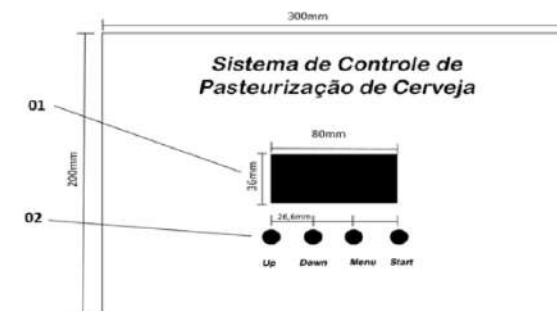 300mm
Sistema de Controle de
Pasteurização de Cerveja
01
80mm
200mm
36mm
02
26,6mm
Up Down Menu Start